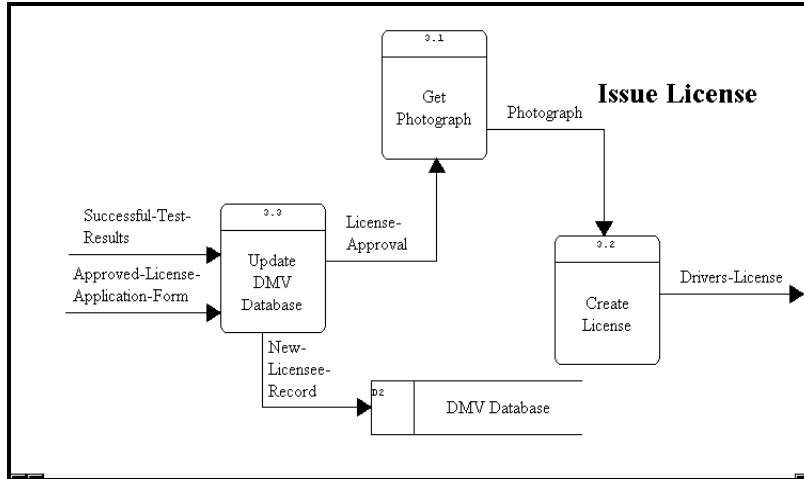 3.1
Get
Photograph
Issue License
Photograph
Successful-Test-
Results
3.3
License-
Approval
3.2
Approved-License-
Application-Form
Update
DMV
Database
Drivers-License
Create
License
New-
Licensee-
Record
D2
DMV Database